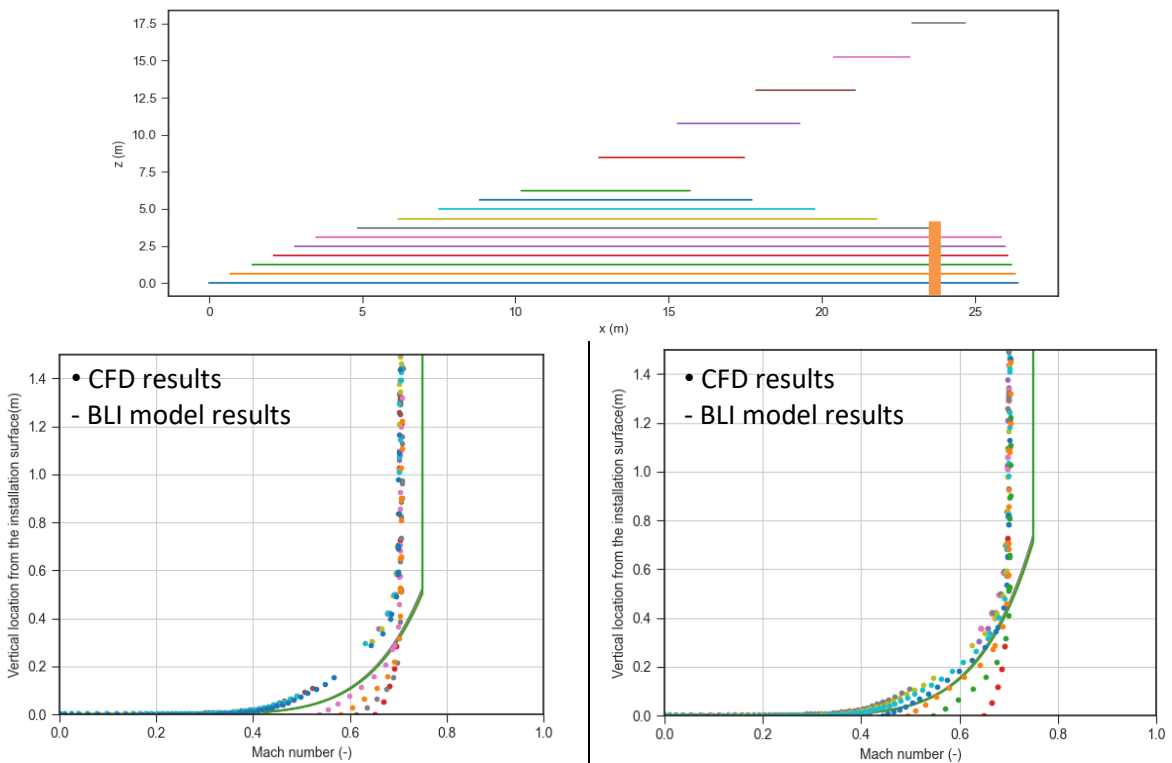 17.5
15.0
12.5
10.0
7.5
5.0
2.5
0.0
z (m)
0 5 10 15 20 25
x (m)
• CFD results
- BLI model results
1.4
1.2
1.0
0.8
0.6
0.4
0.2
0.0
Vertical location from the installation surface(m)
0.0 0.2 0.4 0.6 0.8 1.0
Mach number (-)
• CFD results
- BLI model results
1.4
1.2
1.0
0.8
0.6
0.4
0.2
0.0
Vertical location from the installation surface(m)
0.0 0.2 0.4 0.6 0.8 1.0
Mach number (-)